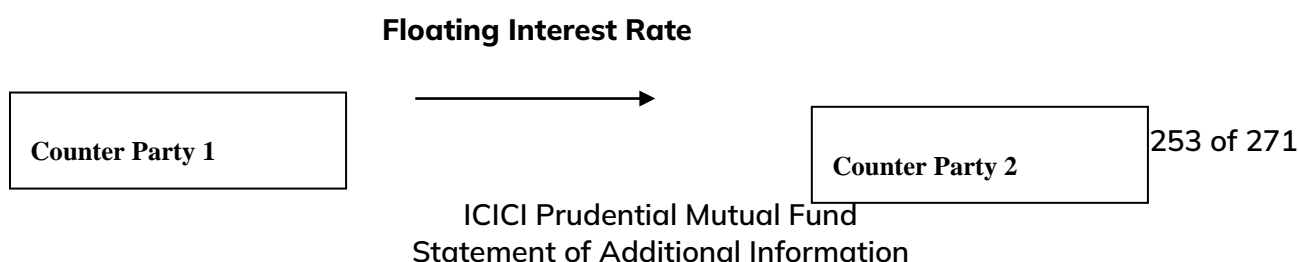 Floating Interest Rate
Counter Party 1
Counter Party 2
253 of 271
ICICI Prudential Mutual Fund
Statement of Additional Information